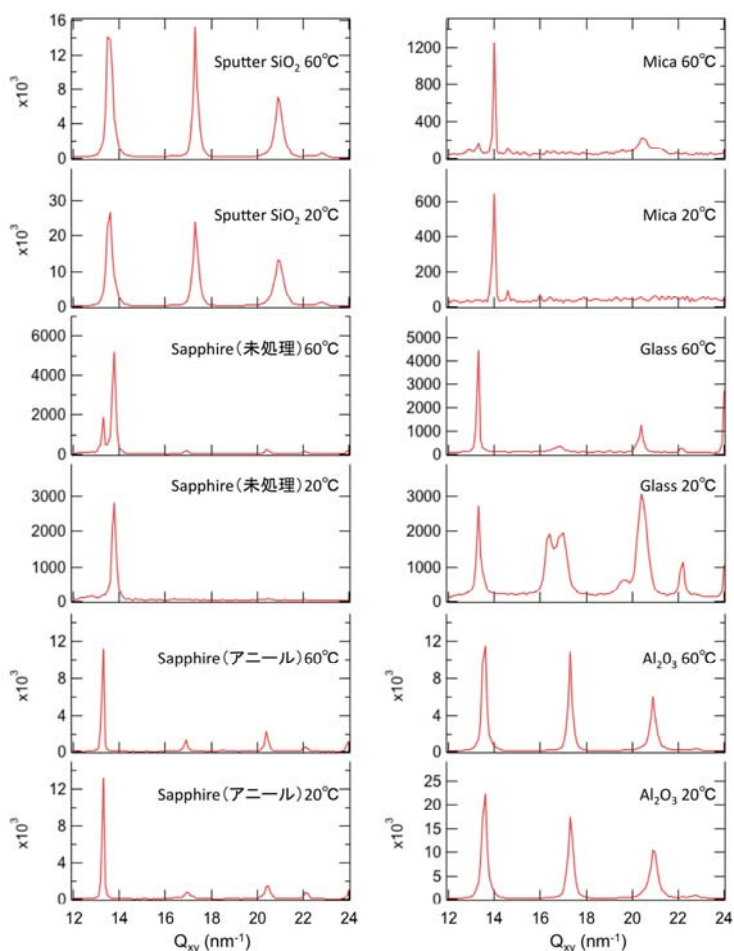 Sputter SiO₂ 60℃
x10³
16
12
8
4
0
Sputter SiO₂ 20℃
x10³
30
20
10
0
Sapphire(未処理)60℃
6000
4000
2000
0
Sapphire(未処理)20℃
3000
2000
1000
0
Sapphire(アニール)60℃
x10³
12
8
4
0
Sapphire(アニール)20℃
x10³
12
8
4
0
12 14 16 18 20 22 24
Qxy (nm⁻¹)
Mica 60℃
1200
800
400
0
Mica 20℃
600
400
200
0
Glass 60℃
5000
4000
3000
2000
1000
0
Glass 20℃
3000
2000
1000
0
Al₂0₃ 60℃
x10³
12
8
4
0
Al₂O₃ 20℃
x10³
25
20
15
10
5
0
12 14 16 18 20 22 24
Qxy (nm⁻¹)